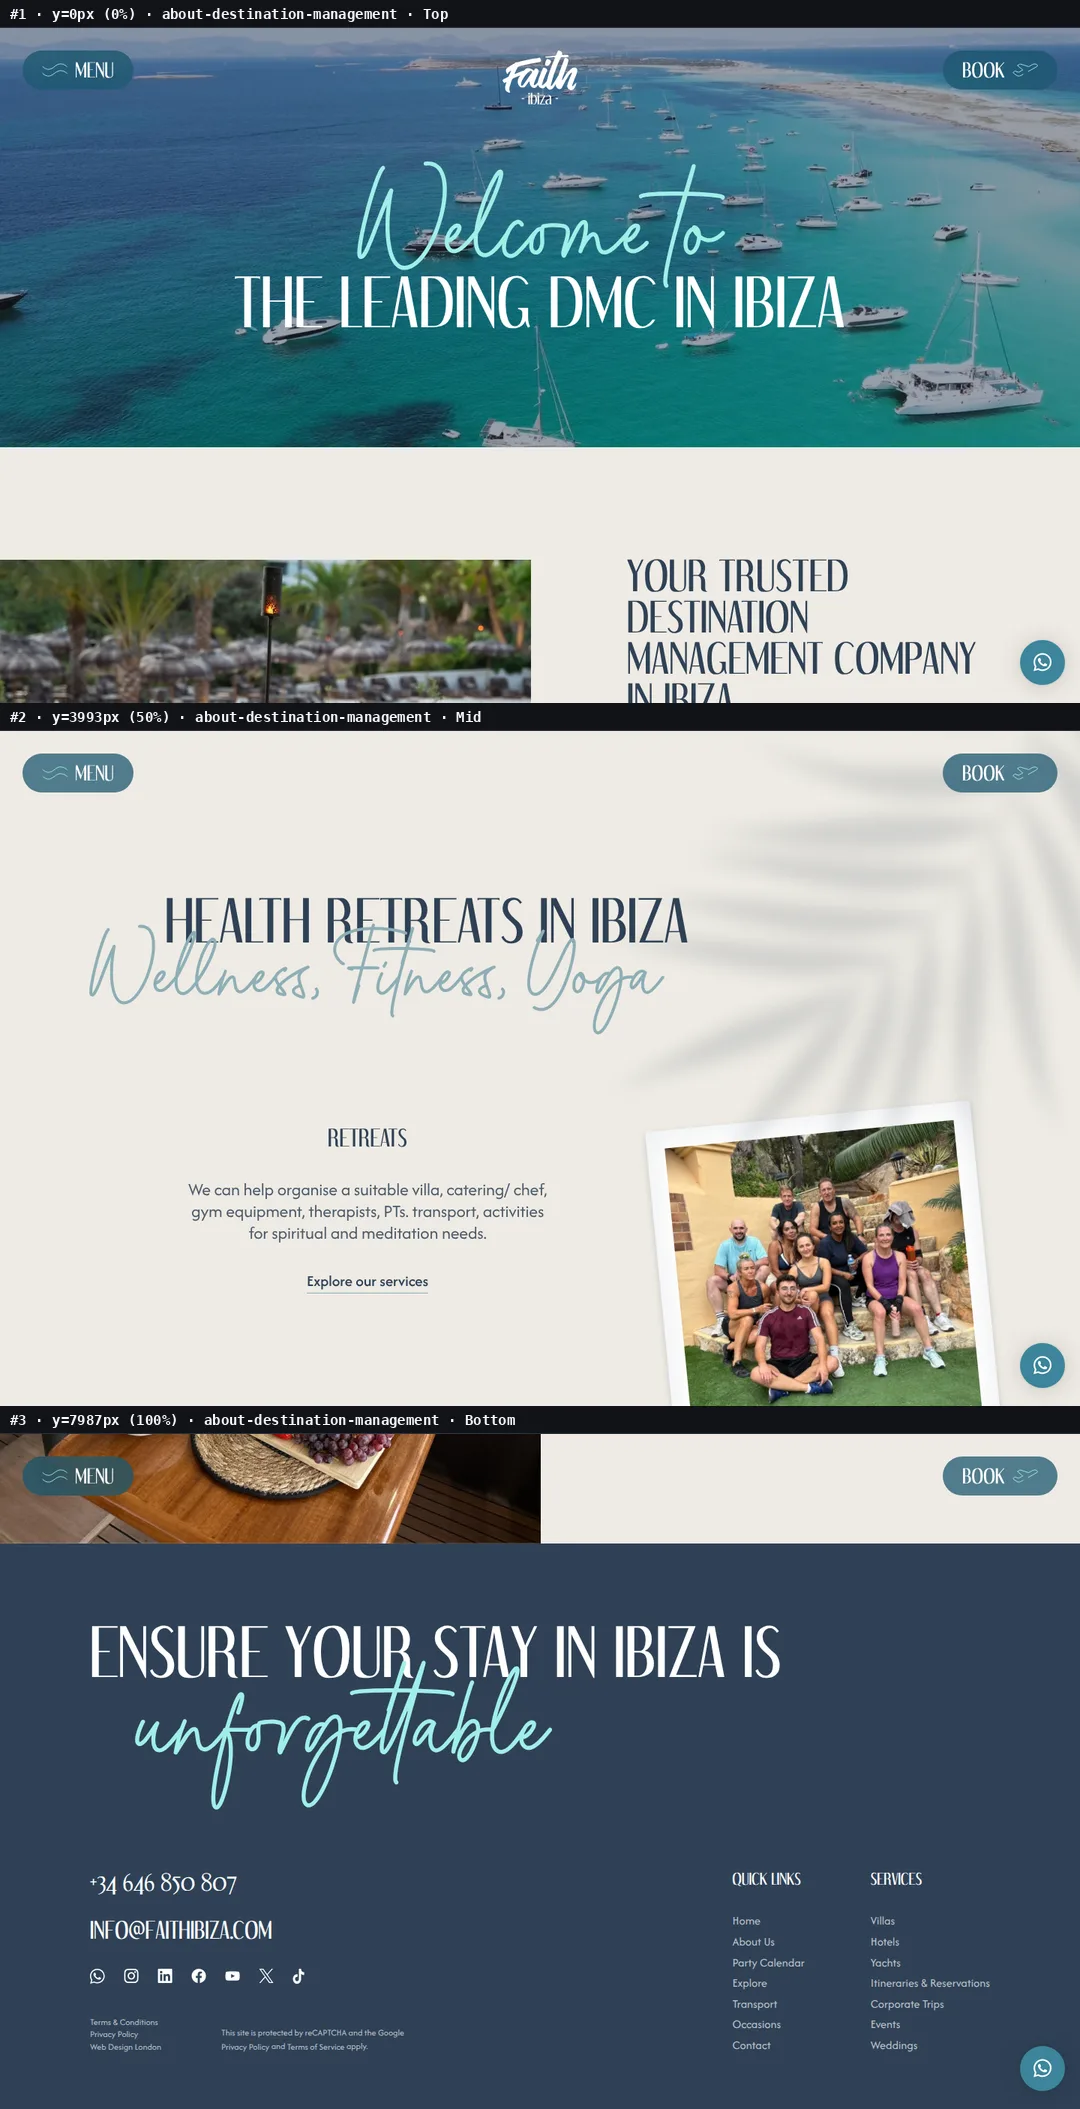 #1 · y=0px (0%) · about-destination-management · Top
MENU
Faith
- ibiza -
BOOK
Welcome to
THE LEADING DMC IN IBIZA
YOUR TRUSTED
DESTINATION
MANAGEMENT COMPANY
IN IBIZA
#2 · y=3993px (50%) · about-destination-management · Mid
MENU
BOOK
HEALTH RETREATS IN IBIZA
Wellness, Fitness, Yoga
RETREATS
We can help organise a suitable villa, catering/ chef,
gym equipment, therapists, PTs. transport, activities
for spiritual and meditation needs.
Explore our services
#3 · y=7987px (100%) · about-destination-management · Bottom
MENU
BOOK
ENSURE YOUR STAY IN IBIZA IS
unforgettable
+34 646 850 807
INFO@FAITHIBIZA.COM
Terms & Conditions
Privacy Policy
Web Design London
This site is protected by reCAPTCHA and the Google
Privacy Policy and Terms of Service apply.
QUICK LINKS
Home
About Us
Party Calendar
Explore
Transport
Occasions
Contact
SERVICES
Villas
Hotels
Yachts
Itineraries & Reservations
Corporate Trips
Events
Weddings